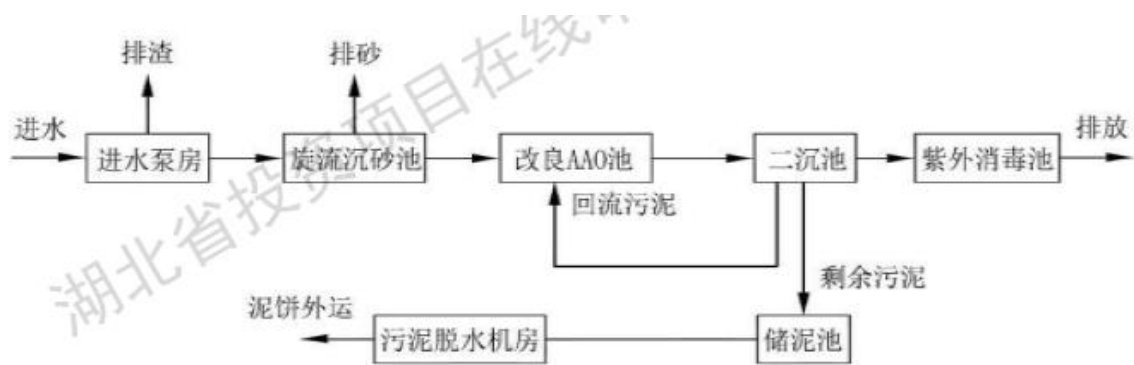 排渣
排砂
进水
进水泵房
旋流沉砂池
改良AAO池
二沉池
紫外消毒池
排放
回流污泥
剩余污泥
泥饼外运
污泥脱水机房
储泥池
湖北省投资项目在线